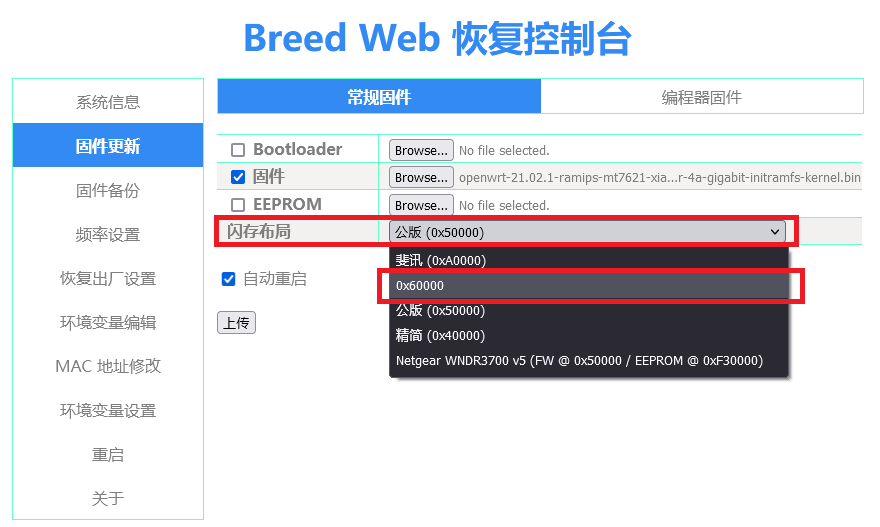 Breed Web 恢复控制台
系统信息
固件更新
固件备份
频率设置
恢复出厂设置
环境变量编辑
MAC 地址修改
环境变量设置
重启
关于
常规固件
编程器固件
Bootloader Browse... No file selected.
固件 Browse... openwrt-21.02.1-ramips-mt7621-xia...r-4a-gigabit-initramfs-kernel.bin
EEPROM Browse... No file selected.
闪存布局 公版 (0x50000)
斐讯 (0xA0000)
0x60000
公版 (0x50000)
精简 (0x40000)
Netgear WNDR3700 v5 (FW @ 0x50000 / EEPROM @ 0xF30000)
自动重启
上传